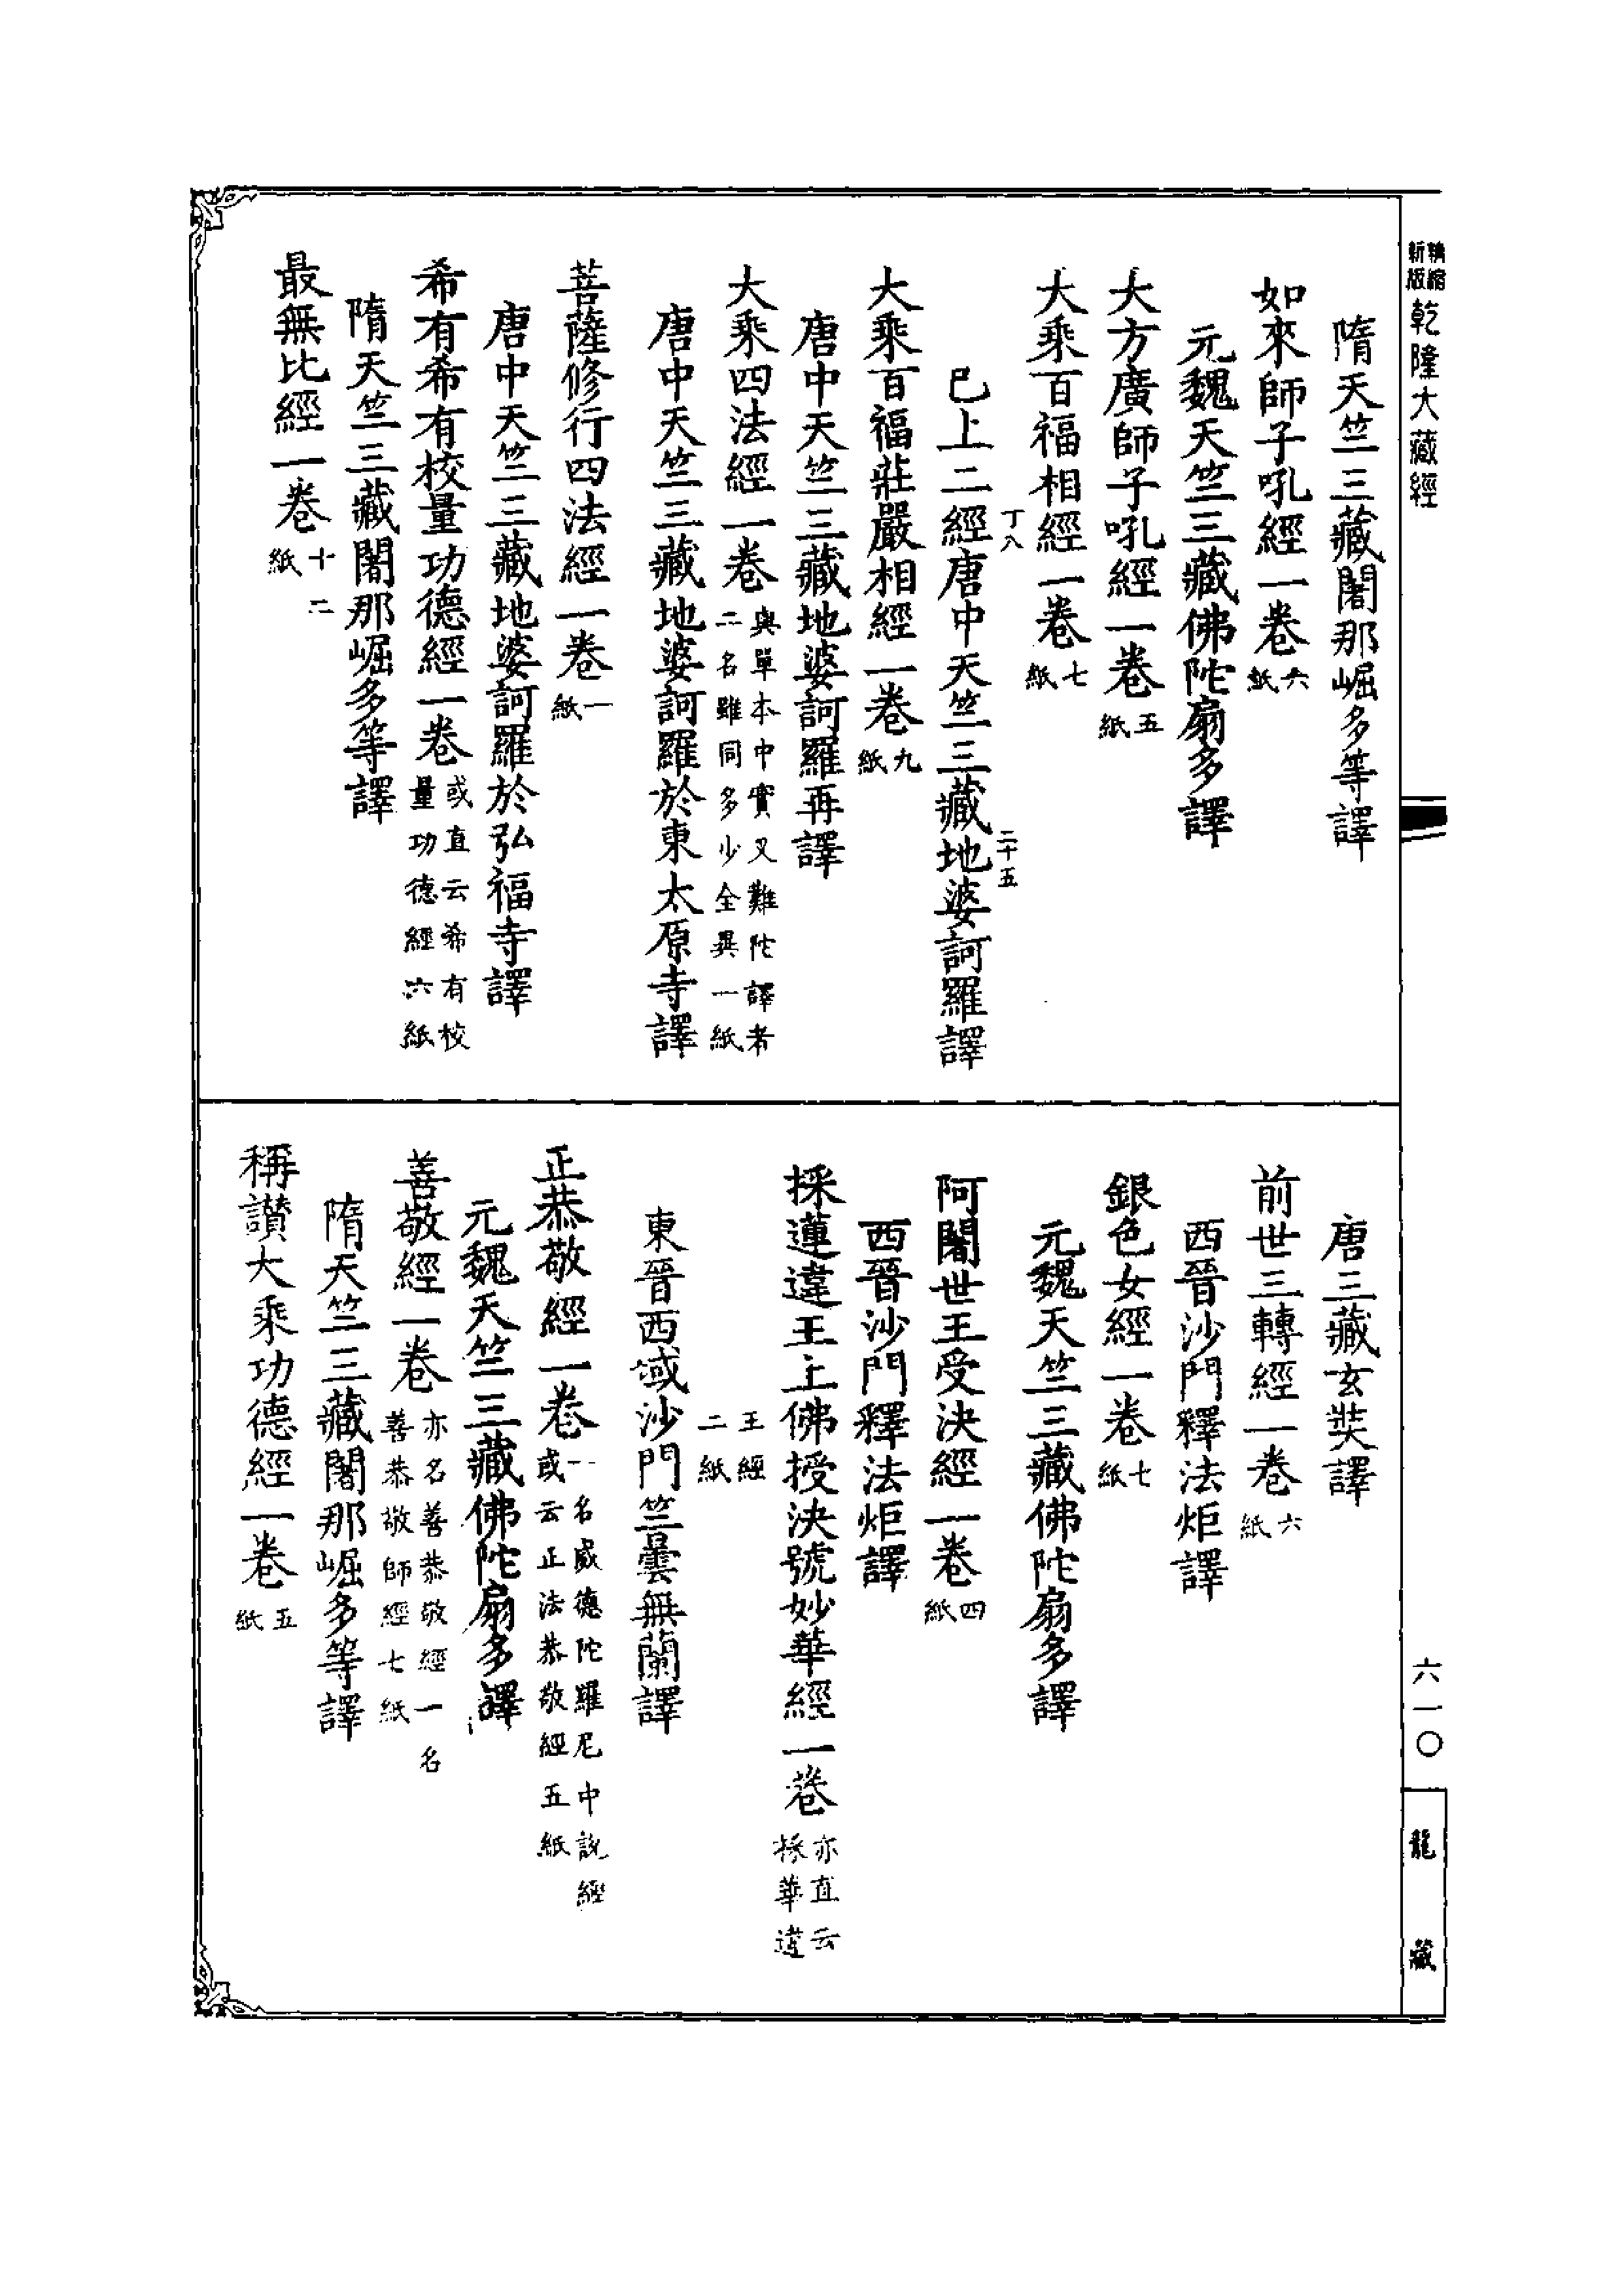 新版
縮
乾隆大藏經
隋天竺三藏闍那崛多等譯
如來師子吼經一卷六紙
元魏天竺三藏佛陀扇多譯
大方廣師子吼經一卷五紙
大乘百福相經一卷七紙
丁八
二十五
已上二經唐中天竺三藏地婆訶羅譯
大乘百福莊嚴相經一卷九紙
唐中天竺三藏地婆訶羅再譯
大乘四法經一卷與單本中實叉難陀譯者
二名雖同多少全異一紙
唐中天竺三藏地婆訶羅於東太原寺譯
菩薩修行四法經一卷一紙
唐中天竺三藏地婆訶羅於弘福寺譯
希有希有校量功德經一卷或直云希有校
量功德經六紙
隋天竺三藏闍那崛多等譯
最無比經一卷十二
紙
唐三藏玄奘譯
前世三轉經一卷六紙
西晉沙門釋法炬譯
銀色女經一卷七紙
元魏天竺三藏佛陀扇多譯
阿闍世王受決經一卷四紙
西晉沙門釋法炬譯
採蓮違王上佛授決號妙華經一卷亦直云
採華違
王經
二紙
東晉西域沙門竺曇無蘭譯
正恭敬經一卷一名威德陀羅尼中說經
或云正法恭敬經五紙
元魏天竺三藏佛陀扇多譯
善敬經一卷亦名善恭敬經一名
善恭敬師經七紙
隋天竺三藏闍那崛多等譯
稱讃大乘功德經一卷五紙
六一〇
龍藏